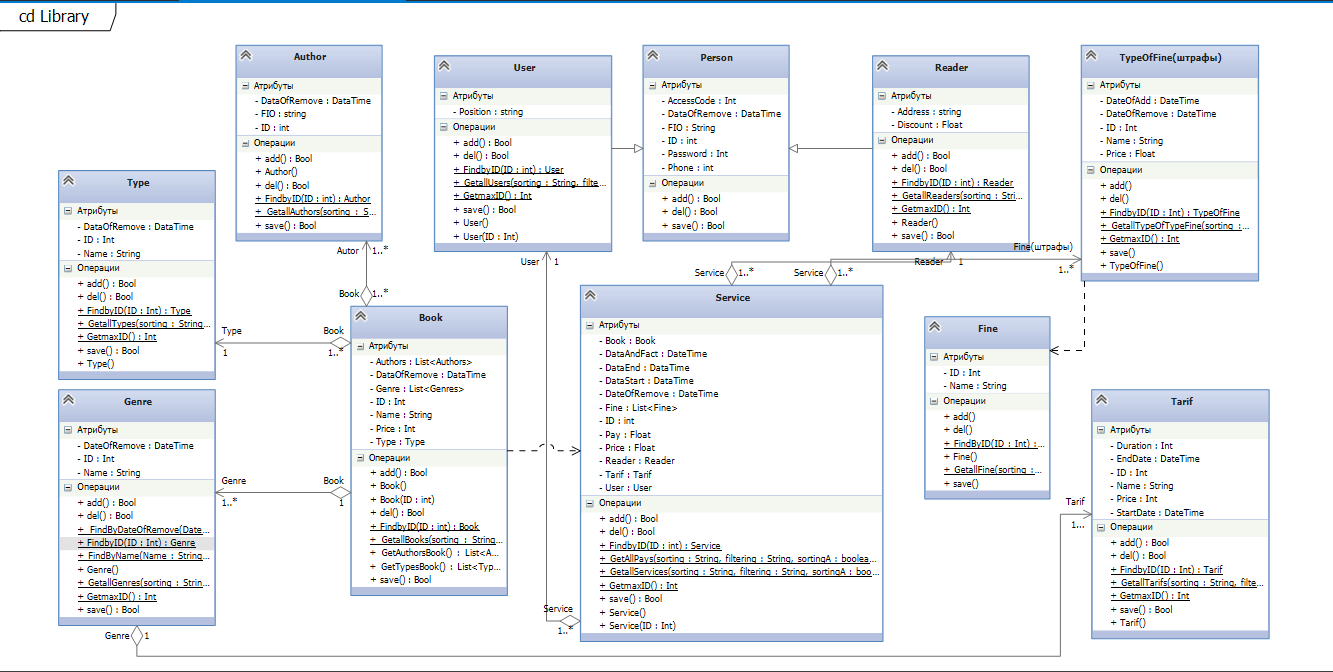 cd Library
Author
Атрибуты
- DataOfRemove : DataTime
- FIO : string
- ID : int
Операции
+ add() : Bool
+ Author()
+ del() : Bool
+ FindbyID(ID : int) : Author
+ GetallAuthors(sorting : S...
+ save() : Bool
User
Атрибуты
- Position : string
Операции
+ add() : Bool
+ del() : Bool
+ FindbyID(ID : int) : User
+ GetallUsers(sorting : String, filte...
+ GetmaxID() : Int
+ save() : Bool
+ User()
+ User(ID : Int)
Person
Атрибуты
- AccessCode : Int
- DataOfRemove : DataTime
- FIO : String
- ID : int
- Password : Int
- Phone : int
Операции
+ add() : Bool
+ del() : Bool
+ save() : Bool
Reader
Атрибуты
- Address : string
- Discount : Float
Операции
+ add() : Bool
+ del() : Bool
+ FindbyID(ID : int) : Reader
+ GetallReaders(sorting : Stri...
+ GetmaxID() : Int
+ Reader()
+ save() : Bool
TypeOfFine(штрафы)
Атрибуты
- DateOfAdd : DateTime
- DateOfRemove : DateTime
- ID : Int
- Name : String
- Price : Float
Операции
+ add()
+ del()
+ FindbyID(ID : Int) : TypeOfFine
+ GetallTypeOfTypeFine(sorting :...
+ GetmaxID() : Int
+ save()
+ TypeOfFine()
Type
Атрибуты
- DataOfRemove : DataTime
- ID : Int
- Name : String
Операции
+ add() : Bool
+ del() : Bool
+ FindbyID(ID : Int) : Type
+ GetallTypes(sorting : String...
+ GetmaxID() : Int
+ save() : Bool
+ Type()
Autor
1..*
Book
1..*
User
1
Service
1..*
Service
1..*
Reader
1
Fine(штрафы)
1..*
Type
1
Book
1..*
Book
Атрибуты
- Authors : List<Authors>
- DataOfRemove : DateTime
- Genre : List<Genres>
- ID : Int
- Name : String
- Price : Int
- Type : Type
Операции
+ add() : Bool
+ Book()
+ Book(ID : int)
+ del() : Bool
+ FindbyID(ID : int) : Book
+ GetallBooks(sorting : String...
+ GetAuthorsBook() : List<A...
+ GetTypesBook() : List<Typ...
+ save() : Bool
Service
Атрибуты
- Book : Book
- DataAndFact : DateTime
- DataEnd : DataTime
- DataStart : DataTime
- DateOfRemove : DateTime
- Fine : List<Fine>
- ID : int
- Pay : Float
- Price : Float
- Reader : Reader
- Tarif : Tarif
- User : User
Операции
+ add() : Bool
+ del() : Bool
+ FindbyID(ID : int) : Service
+ GetAllPays(sorting : String, filtering : String, sortingA : boolea...
+ GetallServices(sorting : String, filtering : String, sortingA : boo...
+ GetmaxID() : Int
+ save() : Bool
+ Service()
+ Service(ID : Int)
Fine
Атрибуты
- ID : Int
- Name : String
Операции
+ add()
+ del()
+ FindByID(ID : Int) :...
+ Fine()
+ GetallFine(sorting :...
+ save()
Genre
Атрибуты
- DateOfRemove : DateTime
- ID : Int
- Name : String
Операции
+ add() : Bool
+ del() : Bool
+ FindByDateOfRemove(Date...
+ FindbyID(ID : Int) : Genre
+ FindByName(Name : String...
+ Genre()
+ GetallGenres(sorting : Strin...
+ GetmaxID() : Int
+ save() : Bool
Genre
1..*
Book
1
Tarif
Атрибуты
- Duration : Int
- EndDate : DateTime
- ID : Int
- Name : String
- Price : Int
- StartDate : DateTime
Операции
+ add() : Bool
+ del() : Bool
+ FindbyID(ID : Int) : Tarif
+ GetallTarifs(sorting : String, filte...
+ GetmaxID() : Int
+ save() : Bool
+ Tarif()
Tarif
1...
Service
1..*
Genre
1